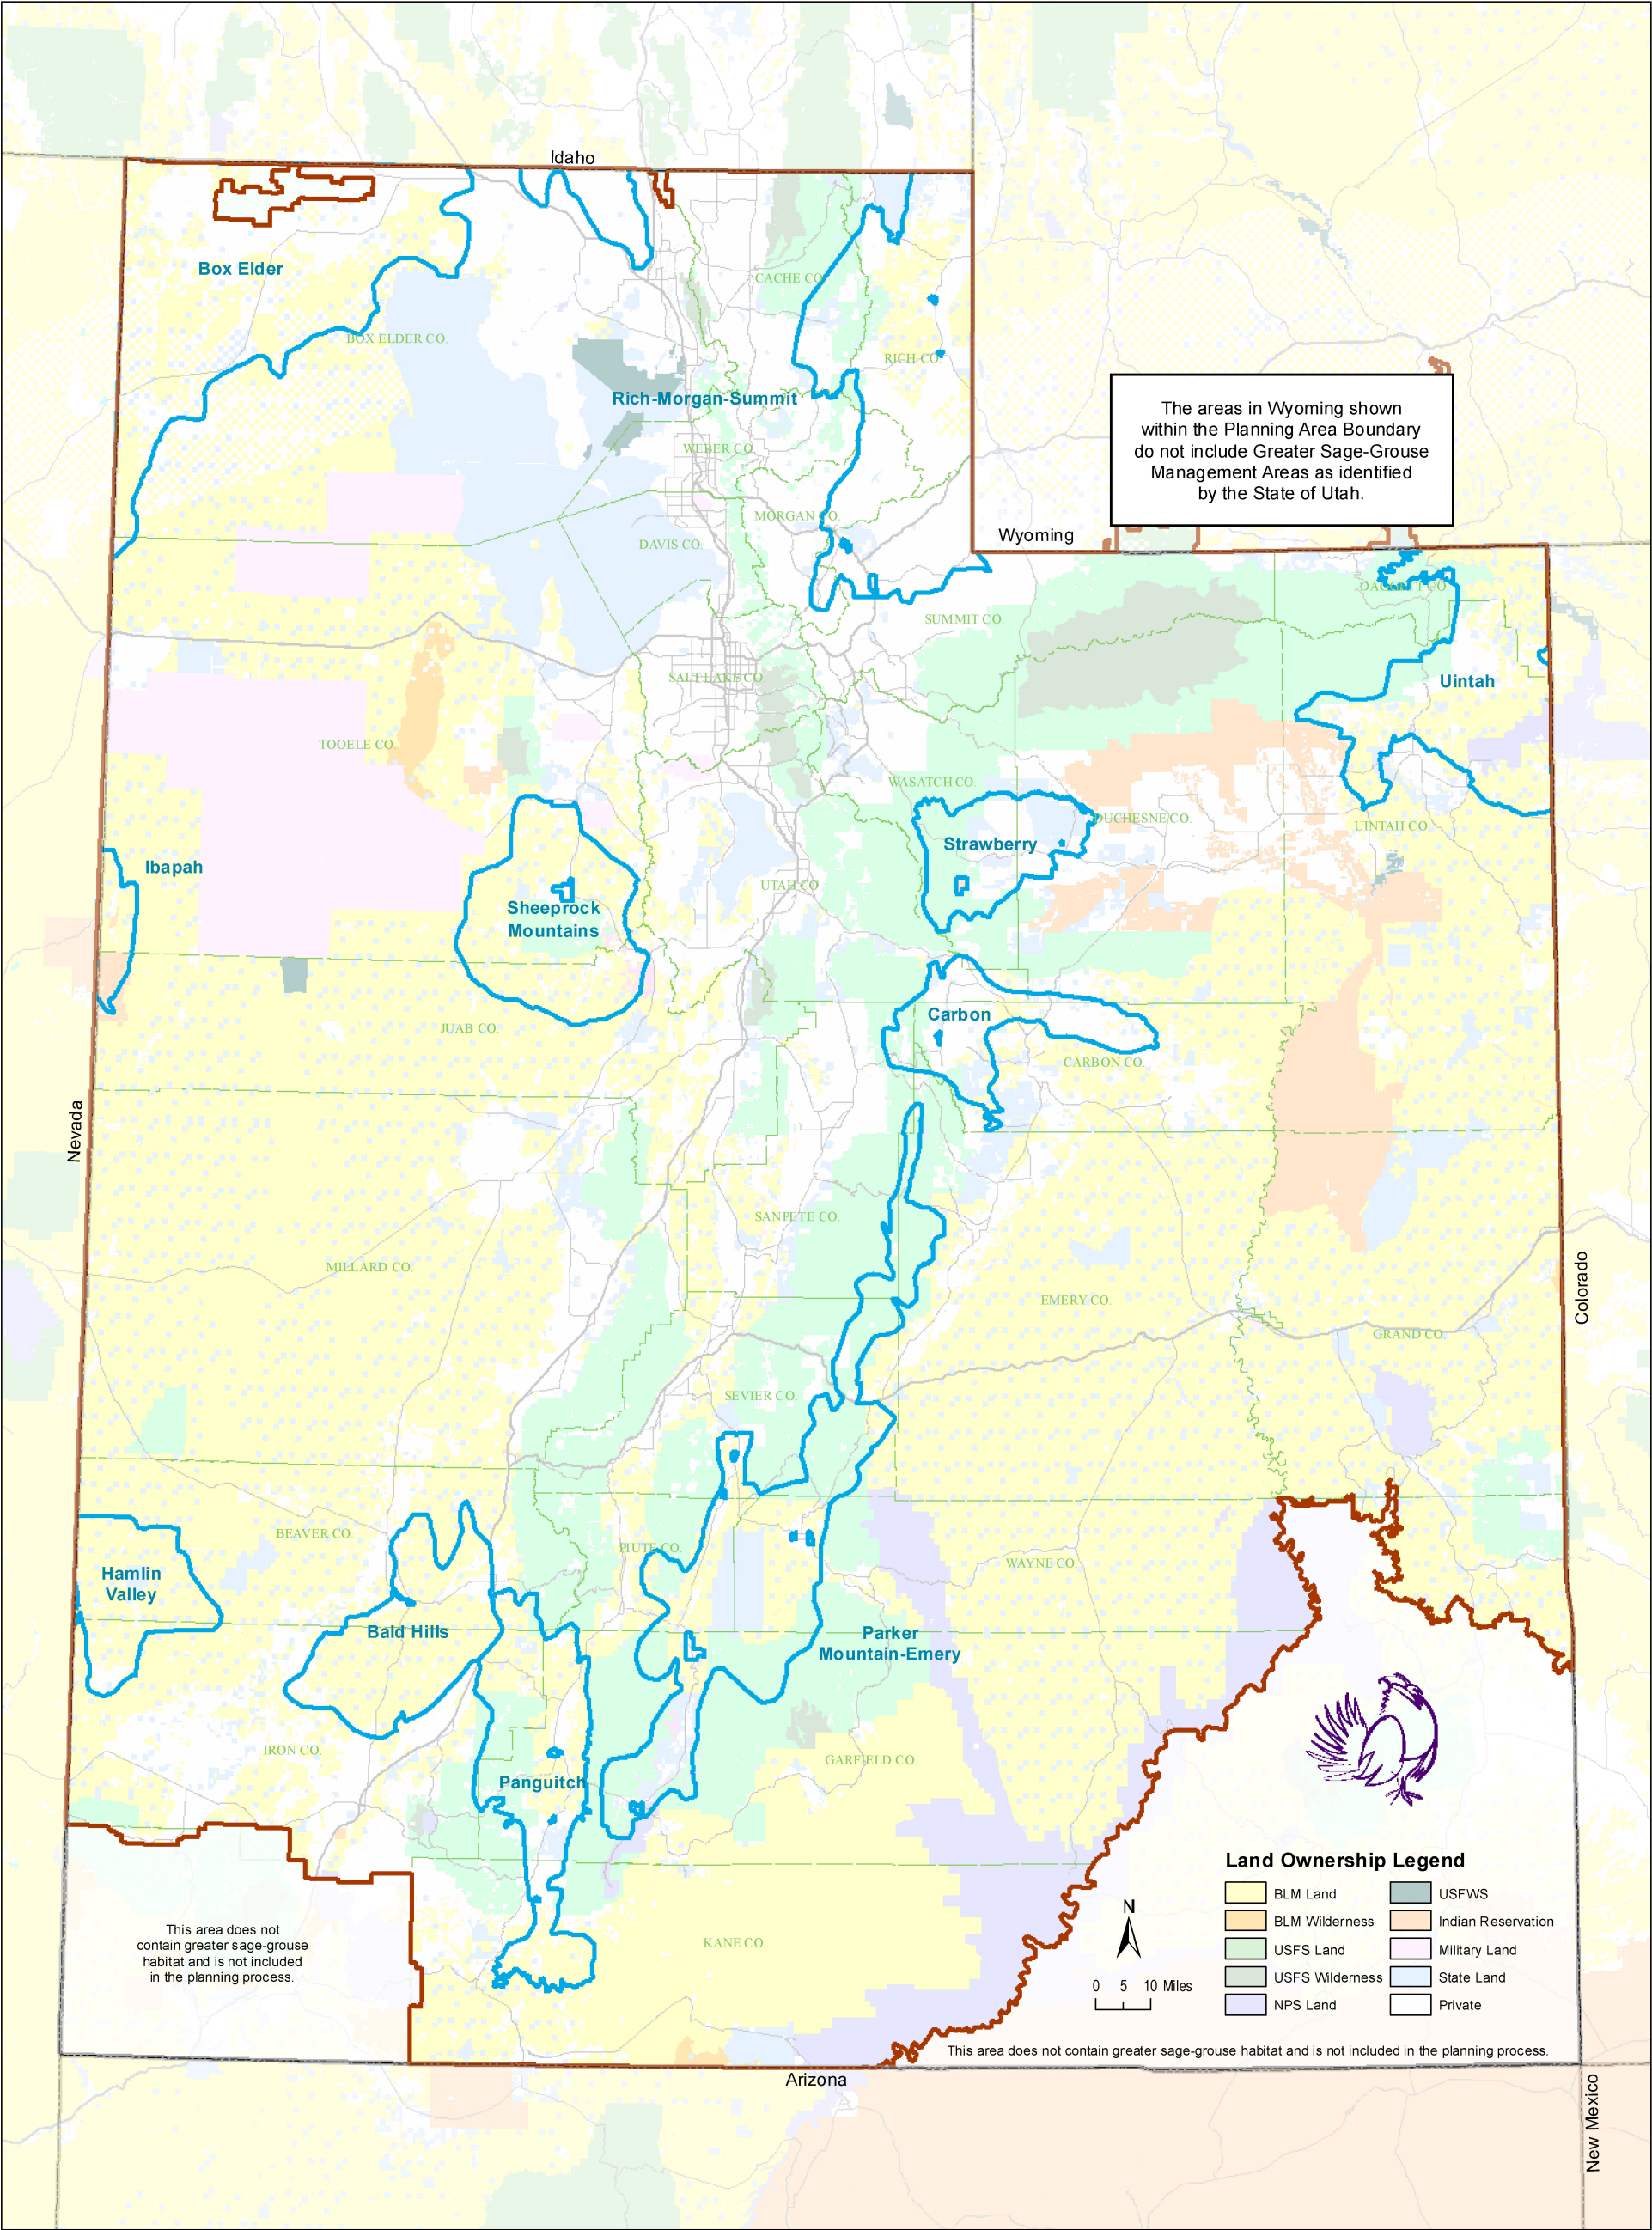 Idaho
Box Elder
CACHE CO.
BOX ELDER CO.
RICH CO.
Rich-Morgan-Summit
The areas in Wyoming shown
within the Planning Area Boundary
do not include Greater Sage-Grouse
Management Areas as identified
by the State of Utah.
WEBER CO.
MORGAN CO.
Wyoming
DAVIS CO.
DAGGETT CO.
SUMMIT CO.
SALT LAKE CO.
Uintah
TOOELE CO.
WASATCH CO.
DUCHESNE CO.
UINTAH CO.
Strawberry
Ibapah
UTAH CO.
Sheeprock
Mountains
Carbon
JUAB CO.
CARBON CO.
Nevada
SANPETE CO.
MILLARD CO.
Colorado
EMERY CO.
GRAND CO.
SEVIER CO.
BEAVER CO.
PIUTE CO.
WAYNE CO.
Hamlin
Valley
Bald Hills
Parker
Mountain-Emery
IRON CO.
GARFIELD CO.
Panguitch
Land Ownership Legend
BLM Land
BLM Wilderness
USFS Land
USFS Wilderness
NPS Land
USFWS
Indian Reservation
Military Land
State Land
Private
N
0 5 10 Miles
This area does not
contain greater sage-grouse
habitat and is not included
in the planning process.
KANE CO.
This area does not contain greater sage-grouse habitat and is not included in the planning process.
Arizona
New Mexico